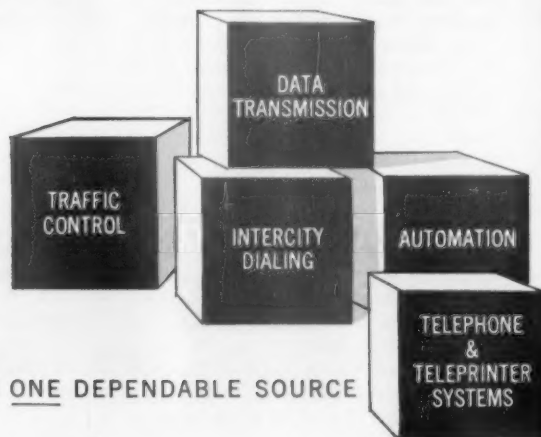 DATA
TRANSMISSION
TRAFFIC
CONTROL
INTERCITY
DIALING
AUTOMATION
TELEPHONE
&
TELEPRINTER
SYSTEMS
ONE DEPENDABLE SOURCE